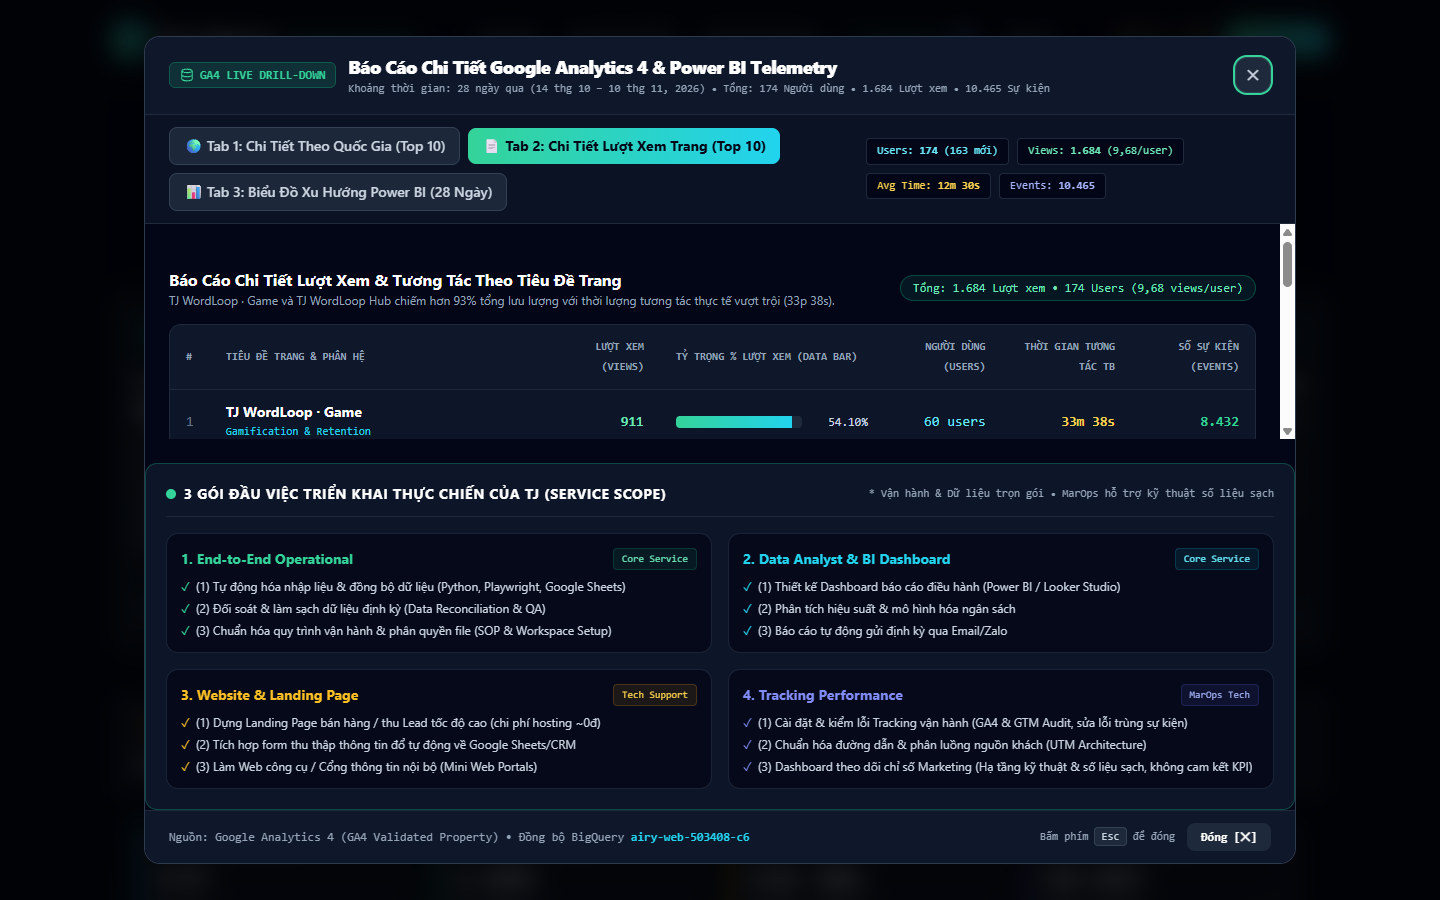 GA4 LIVE DRILL-DOWN
Báo Cáo Chi Tiết Google Analytics 4 & Power BI Telemetry
Khoảng thời gian: 28 ngày qua (14 thg 10 – 10 thg 11, 2026) • Tổng: 174 Người dùng • 1.684 Lượt xem • 10.465 Sự kiện
Tab 1: Chi Tiết Theo Quốc Gia (Top 10)
Tab 2: Chi Tiết Lượt Xem Trang (Top 10)
Tab 3: Biểu Đồ Xu Hướng Power BI (28 Ngày)
Users: 174 (163 mới)
Views: 1.684 (9,68/user)
Avg Time: 12m 30s
Events: 10.465
Báo Cáo Chi Tiết Lượt Xem & Tương Tác Theo Tiêu Đề Trang
TJ WordLoop · Game và TJ WordLoop Hub chiếm hơn 93% tổng lưu lượng với thời lượng tương tác thực tế vượt trội (33p 38s).
Tổng: 1.684 Lượt xem • 174 Users (9,68 views/user)
#
TIÊU ĐỀ TRANG & PHÂN HỆ
LƯỢT XEM
(VIEWS)
TỶ TRỌNG % LƯỢT XEM (DATA BAR)
NGƯỜI DÙNG
(USERS)
THỜI GIAN TƯƠNG
TÁC TB
SỐ SỰ KIỆN
(EVENTS)
1
TJ WordLoop · Game
Gamification & Retention
911
54.10%
60 users
33m 38s
8.432
3 GÓI ĐẦU VIỆC TRIỂN KHAI THỰC CHIẾN CỦA TJ (SERVICE SCOPE)
* Vận hành & Dữ liệu trọn gói • MarOps hỗ trợ kỹ thuật số liệu sạch
1. End-to-End Operational
Core Service
✓ (1) Tự động hóa nhập liệu & đồng bộ dữ liệu (Python, Playwright, Google Sheets)
✓ (2) Đối soát & làm sạch dữ liệu định kỳ (Data Reconciliation & QA)
✓ (3) Chuẩn hóa quy trình vận hành & phân quyền file (SOP & Workspace Setup)
2. Data Analyst & BI Dashboard
Core Service
✓ (1) Thiết kế Dashboard báo cáo điều hành (Power BI / Looker Studio)
✓ (2) Phân tích hiệu suất & mô hình hóa ngân sách
✓ (3) Báo cáo tự động gửi định kỳ qua Email/Zalo
3. Website & Landing Page
Tech Support
✓ (1) Dựng Landing Page bán hàng / thu Lead tốc độ cao (chi phí hosting ~0đ)
✓ (2) Tích hợp form thu thập thông tin đổ tự động về Google Sheets/CRM
✓ (3) Làm Web công cụ / Cổng thông tin nội bộ (Mini Web Portals)
4. Tracking Performance
MarOps Tech
✓ (1) Cài đặt & kiểm lỗi Tracking vận hành (GA4 & GTM Audit, sửa lỗi trùng sự kiện)
✓ (2) Chuẩn hóa đường dẫn & phân luồng nguồn khách (UTM Architecture)
✓ (3) Dashboard theo dõi chỉ số Marketing (Hạ tầng kỹ thuật & số liệu sạch, không cam kết KPI)
Nguồn: Google Analytics 4 (GA4 Validated Property) • Đồng bộ BigQuery airy-web-503408-c6
Bấm phím Esc để đóng
Đóng [X]